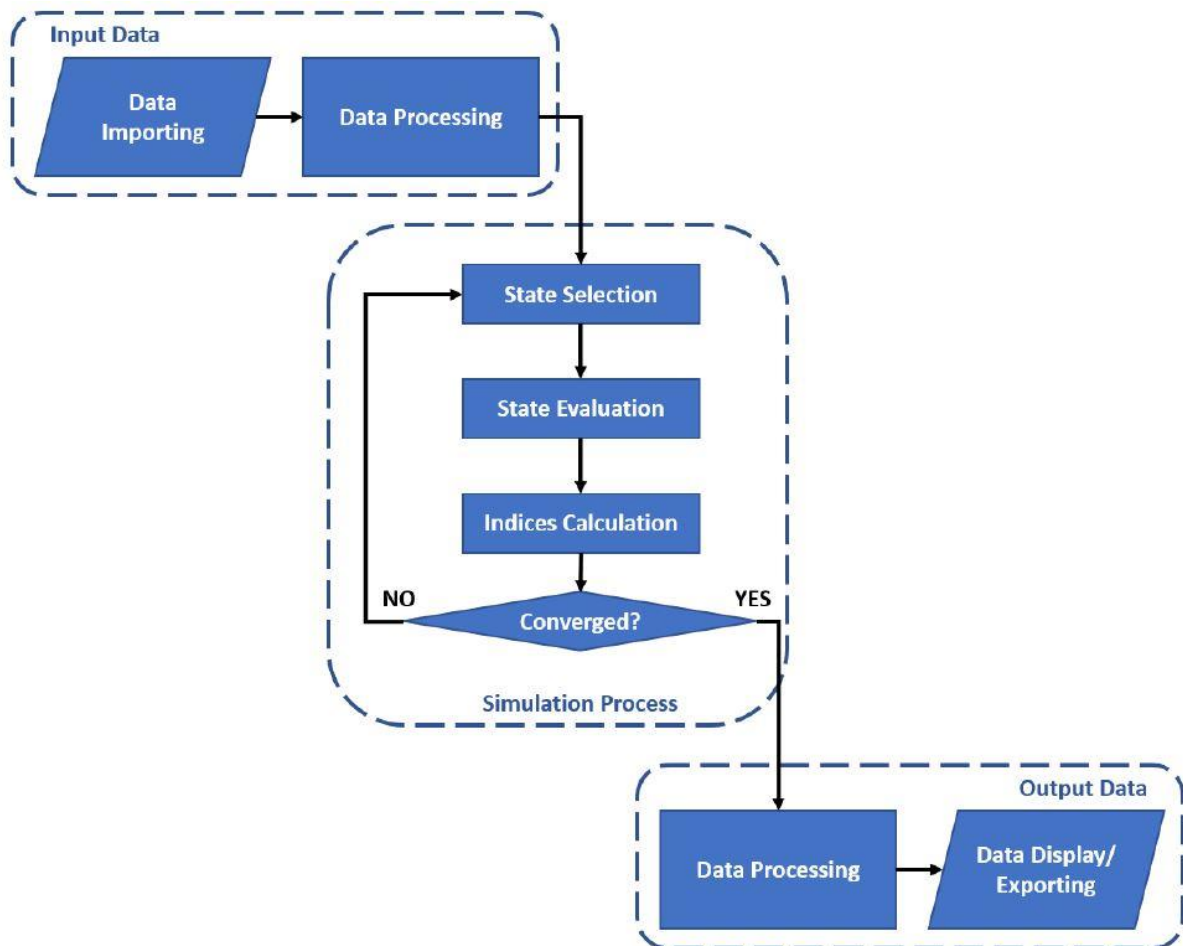 Input Data
Data
Importing
Data Processing
State Selection
State Evaluation
Indices Calculation
NO
YES
Converged?
Simulation Process
Output Data
Data Processing
Data Display/
Exporting